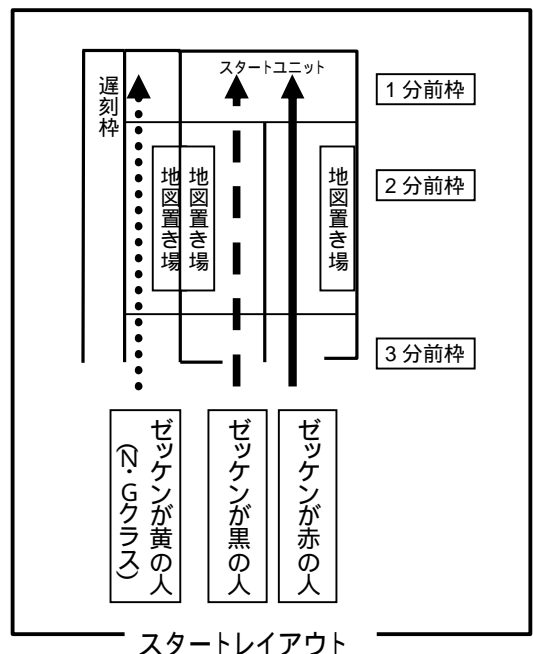 遅刻枠
スタートユニット
1 分前枠
地図置き場
地図置き場
地図置き場
2 分前枠
3 分前枠
ゼッケンが黄の人
(N・Gクラス)
ゼッケンが黒の人
ゼッケンが赤の人
スタートレイアウト